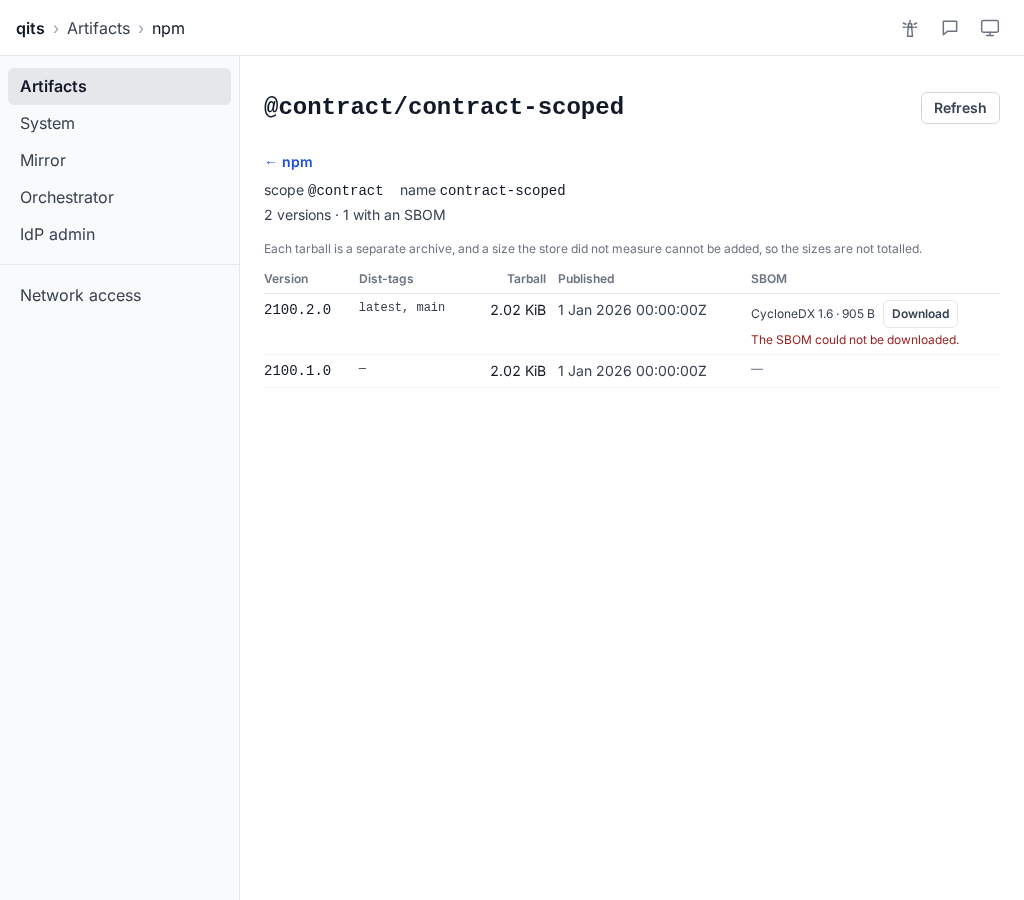 qits › Artifacts › npm
Artifacts
System
Mirror
Orchestrator
IdP admin
Network access
@contract/contract-scoped
Refresh
← npm
scope @contract name contract-scoped
2 versions · 1 with an SBOM
Each tarball is a separate archive, and a size the store did not measure cannot be added, so the sizes are not totalled.
Version Dist-tags Tarball Published SBOM
2100.2.0 latest, main 2.02 KiB 1 Jan 2026 00:00:00Z CycloneDX 1.6 · 905 B Download
The SBOM could not be downloaded.
2100.1.0 — 2.02 KiB 1 Jan 2026 00:00:00Z —